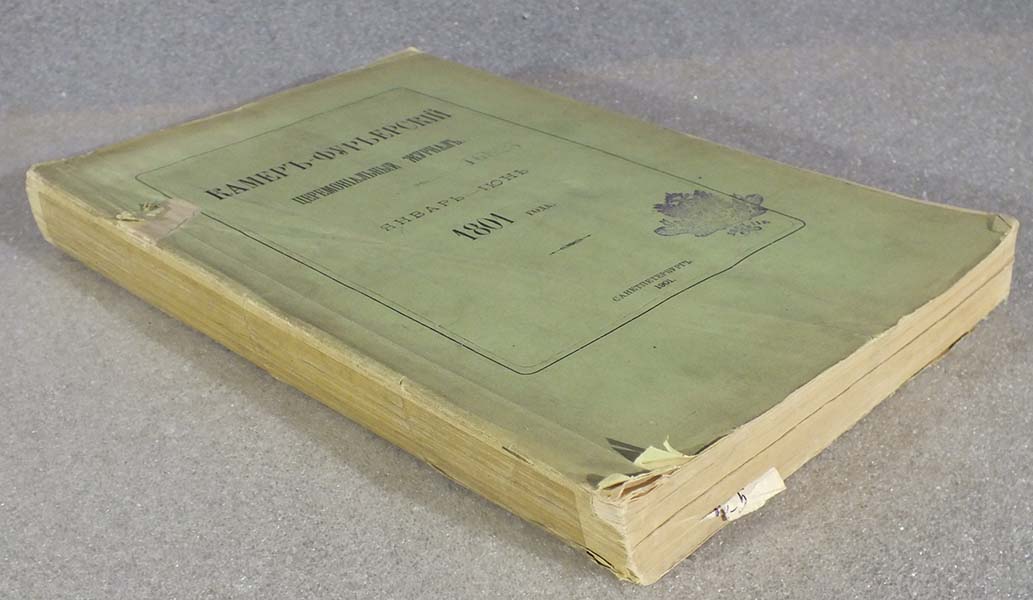 КАМЕРЪ-ФУРЬЕРСКІЙ
ЦЕРЕМОНІАЛЬНЫЙ ЖУРНАЛЪ.
ЯНВАРЬ—ІЮНЬ
1801 ГОДА.
САНКТПЕТЕРБУРГЪ.
1901.